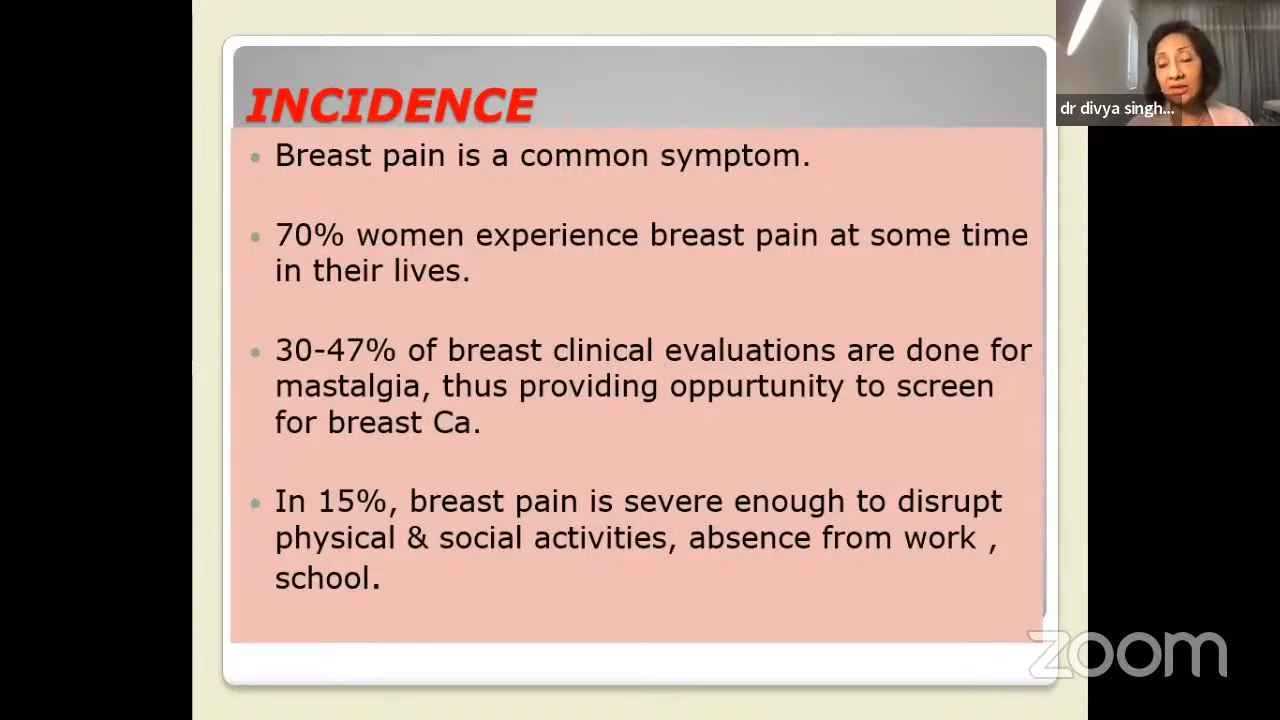 INCIDENCE
Breast pain is a common symptom.
70% women experience breast pain at some time
in their lives.
30-47% of breast clinical evaluations are done for
mastalgia, thus providing oppurtunity to screen
for breast Ca.
In 15%, breast pain is severe enough to disrupt
physical & social activities, absence from work ,
school.
dr divya singh...
zoom